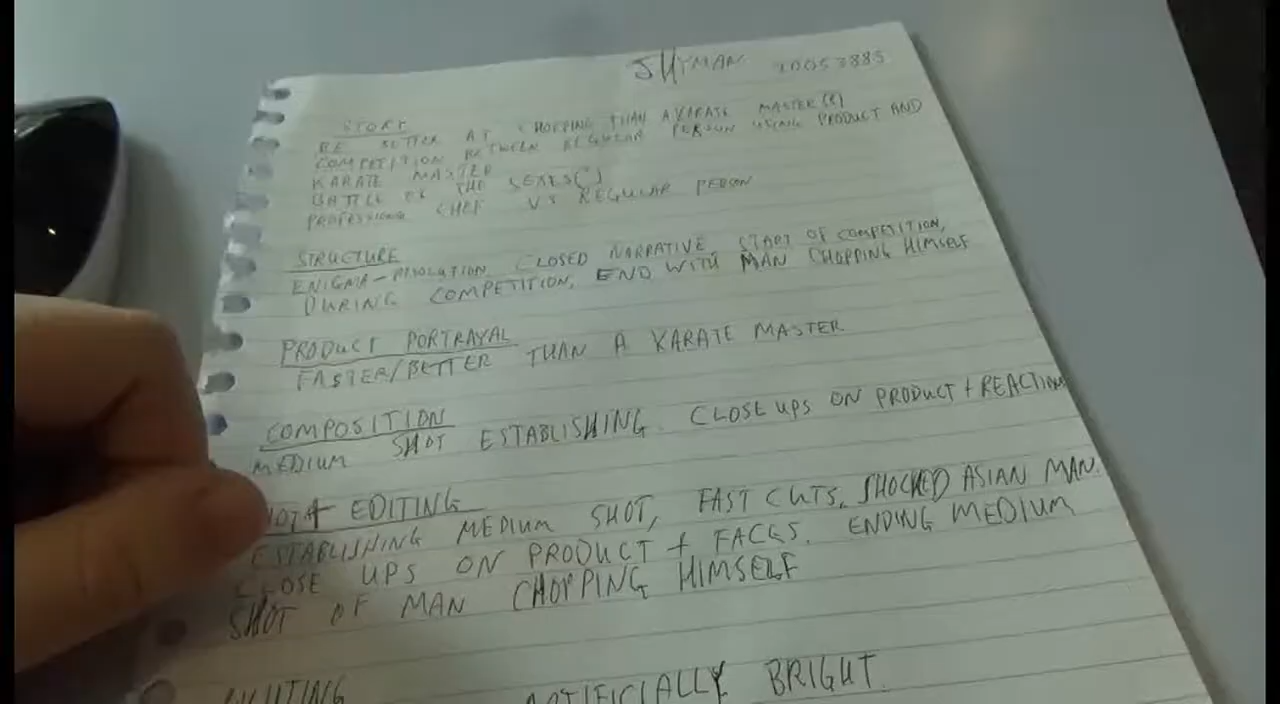 JHYMAN 10053885
STORY
BE BETTER AT CHOPPING THAN A KARATE MASTER(?)
COMPETITION BETWEEN REGULAR PERSON USING PRODUCT AND
KARATE MASTER
BATTLE OF THE SEXES(?)
PROFESSIONAL CHEF VS REGULAR PERSON
STRUCTURE
ENIGMA-RESOLUTION CLOSED NARRATIVE. START OF COMPETITION,
DURING COMPETITION, END WITH MAN CHOPPING HIMSELF
PRODUCT PORTRAYAL
FASTER/BETTER THAN A KARATE MASTER
COMPOSITION
MEDIUM SHOT ESTABLISHING. CLOSE UPS ON PRODUCT + REACTION
+ EDITING
ESTABLISHING MEDIUM SHOT, FAST CUTS, SHOCKED ASIAN MAN.
CLOSE UPS ON PRODUCT + FACES. ENDING MEDIUM
SHOT OF MAN CHOPPING HIMSELF
ARTIFICIALLY BRIGHT.